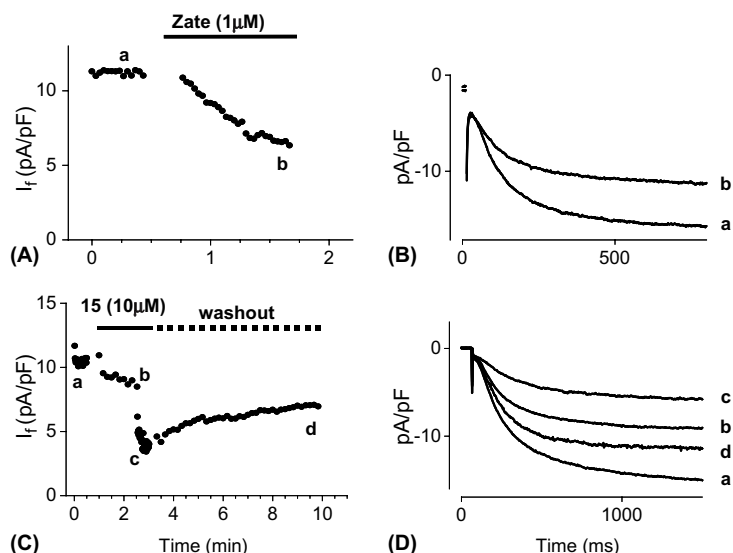 Zate (1μM)
a
10
5
0
I_f (pA/pF)
b
(A)
0
1
2
0
-10
pA/pF
b
a
(B)
500
15
15 (10μM)
washout
10
5
0
I_f (pA/pF)
a
b
c
d
(C)
0
2
4
6
8
10
Time (min)
0
-10
pA/pF
c
b
d
a
(D)
0
1000
Time (ms)